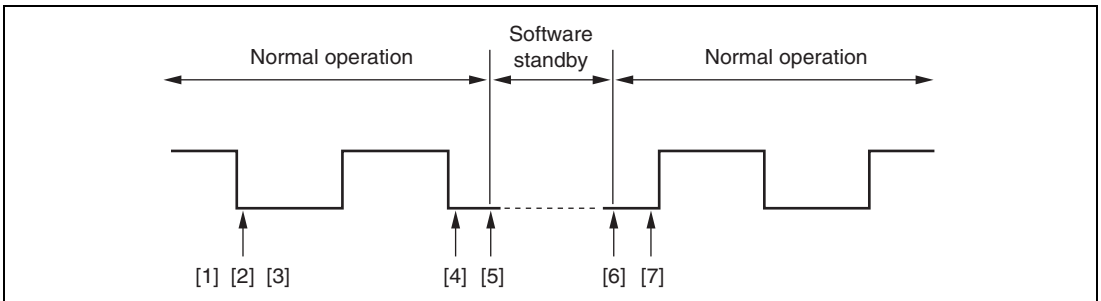 Software
standby
Normal operation
Normal operation
[1] [2] [3]
[4] [5]
[6] [7]